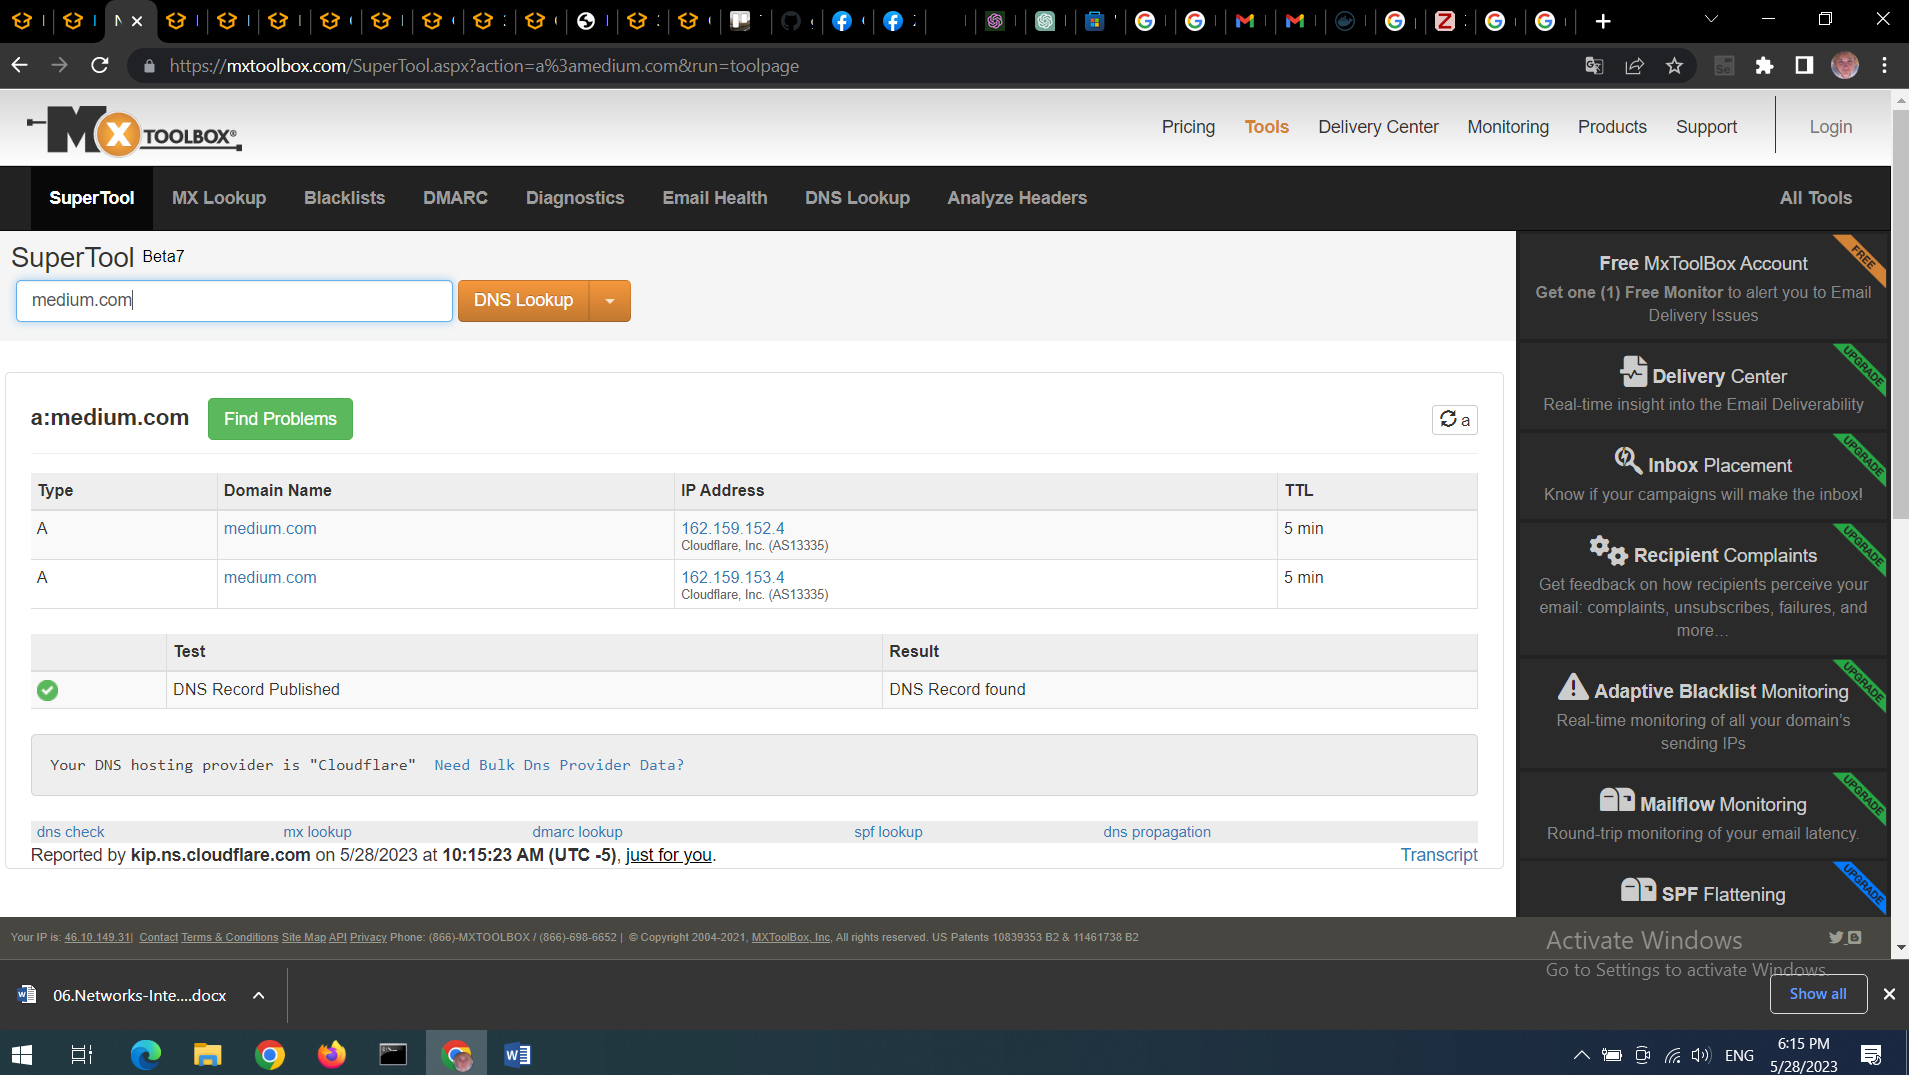 https://mxtoolbox.com/SuperTool.aspx?action=a%3amedium.com&run=toolpage
MX TOOLBOX®
Pricing Tools Delivery Center Monitoring Products Support Login
SuperTool MX Lookup Blacklists DMARC Diagnostics Email Health DNS Lookup Analyze Headers All Tools
SuperTool Beta7
medium.com DNS Lookup
a:medium.com Find Problems a
Type Domain Name IP Address TTL
A medium.com 162.159.152.4 5 min
Cloudflare, Inc. (AS13335)
A medium.com 162.159.153.4 5 min
Cloudflare, Inc. (AS13335)
Test Result
DNS Record Published DNS Record found
Your DNS hosting provider is "Cloudflare" Need Bulk Dns Provider Data?
dns check mx lookup dmarc lookup spf lookup dns propagation
Reported by kip.ns.cloudflare.com on 5/28/2023 at 10:15:23 AM (UTC -5), just for you. Transcript
FREE
Free MxToolBox Account
Get one (1) Free Monitor to alert you to Email
Delivery Issues
UPGRADE
Delivery Center
Real-time insight into the Email Deliverability
UPGRADE
Inbox Placement
Know if your campaigns will make the inbox!
UPGRADE
Recipient Complaints
Get feedback on how recipients perceive your
email: complaints, unsubscribes, failures, and
more...
UPGRADE
Adaptive Blacklist Monitoring
Real-time monitoring of all your domain's
sending IPs
UPGRADE
Mailflow Monitoring
Round-trip monitoring of your email latency.
UPGRADE
SPF Flattening
Your IP is: 46.10.149.31| Contact Terms & Conditions Site Map API Privacy Phone: (866)-MXTOOLBOX / (866)-698-6652 | © Copyright 2004-2021, MXToolBox, Inc, All rights reserved. US Patents 10839353 B2 & 11461738 B2
Activate Windows
Go to Settings to activate Windows.
06.Networks-Inte....docx Show all
ENG 6:15 PM
5/28/2023